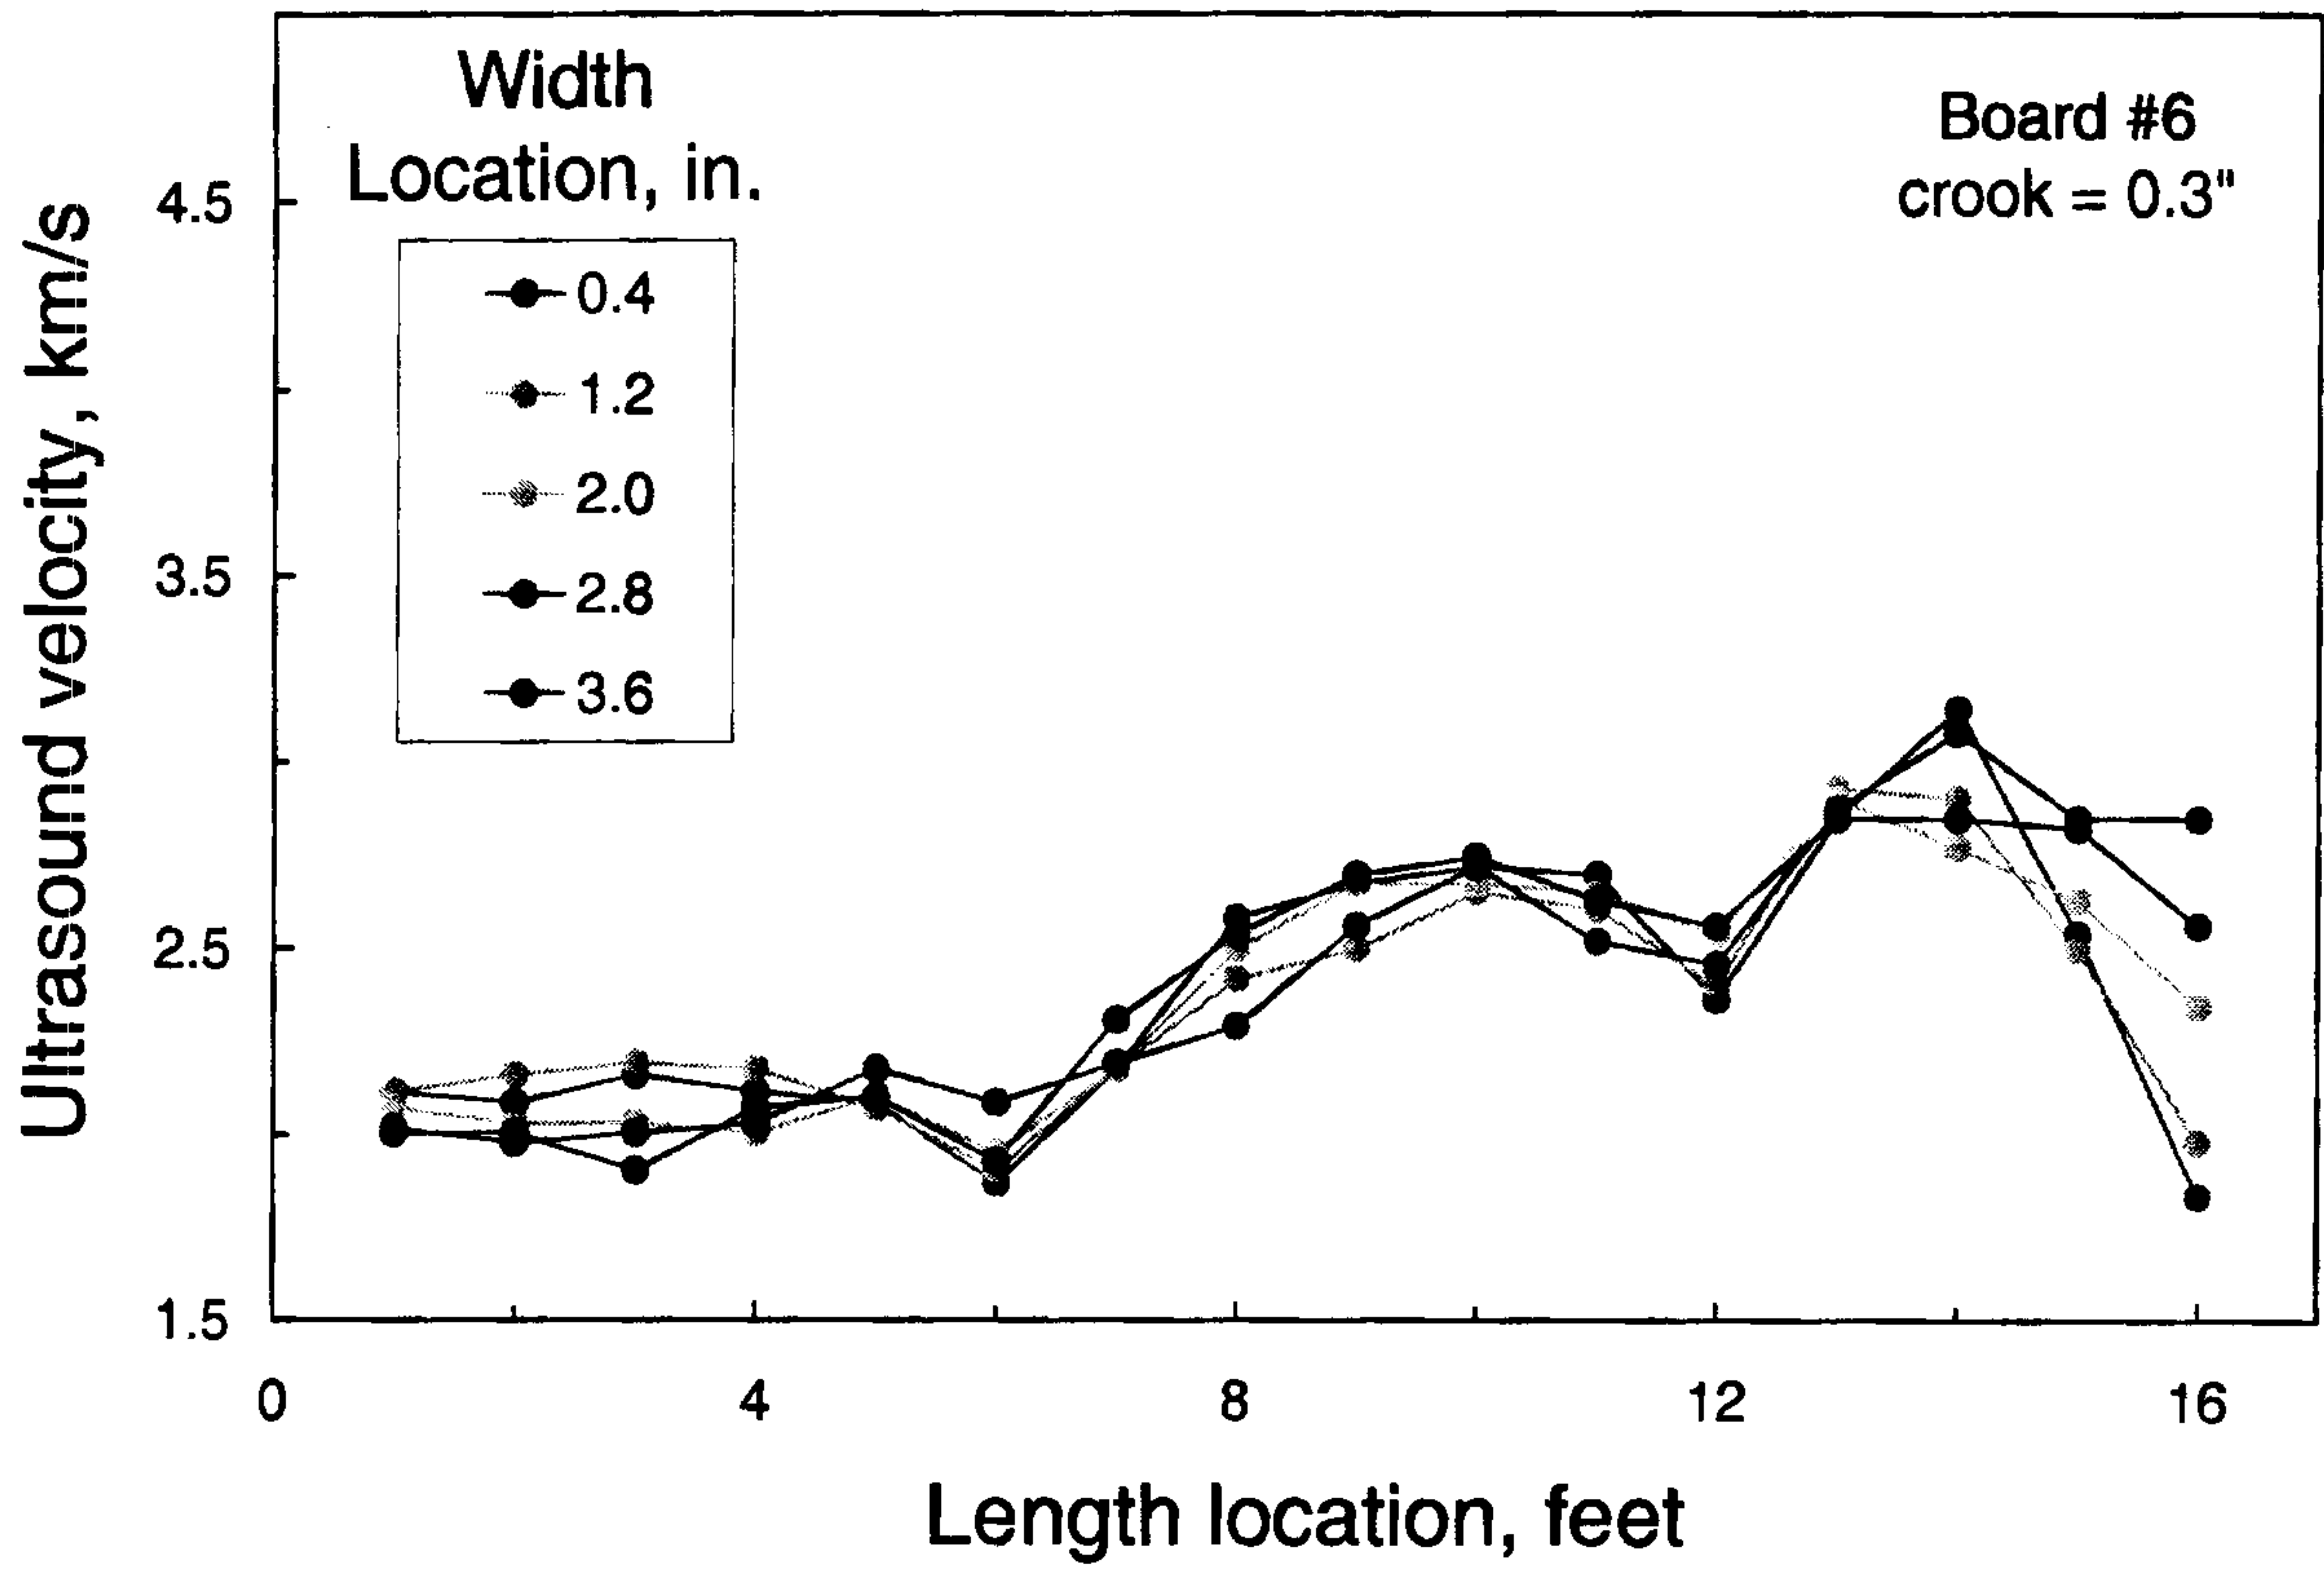 Width
Location, in.
0.4
1.2
2.0
2.8
3.6
Board #6
crook = 0.3"
Ultrasound velocity, km/s
4.5
3.5
2.5
1.5
0 4 8 12 16
Length location, feet